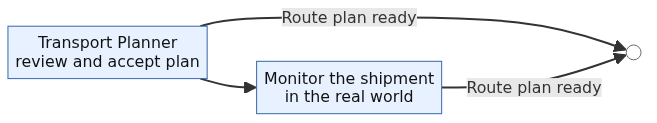 Route plan ready
Transport Planner
review and accept plan
Monitor the shipment
in the real world
Route plan ready